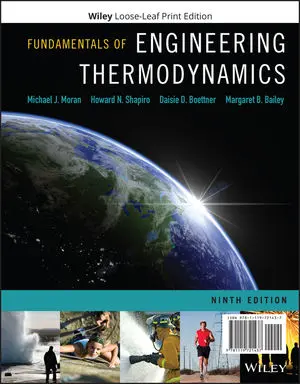 Wiley Loose-Leaf Print Edition
FUNDAMENTALS OF ENGINEERING
THERMODYNAMICS
Michael J. Moran Howard N. Shapiro Daisie D. Boettner Margaret B. Bailey
NINTH EDITION
WILEY